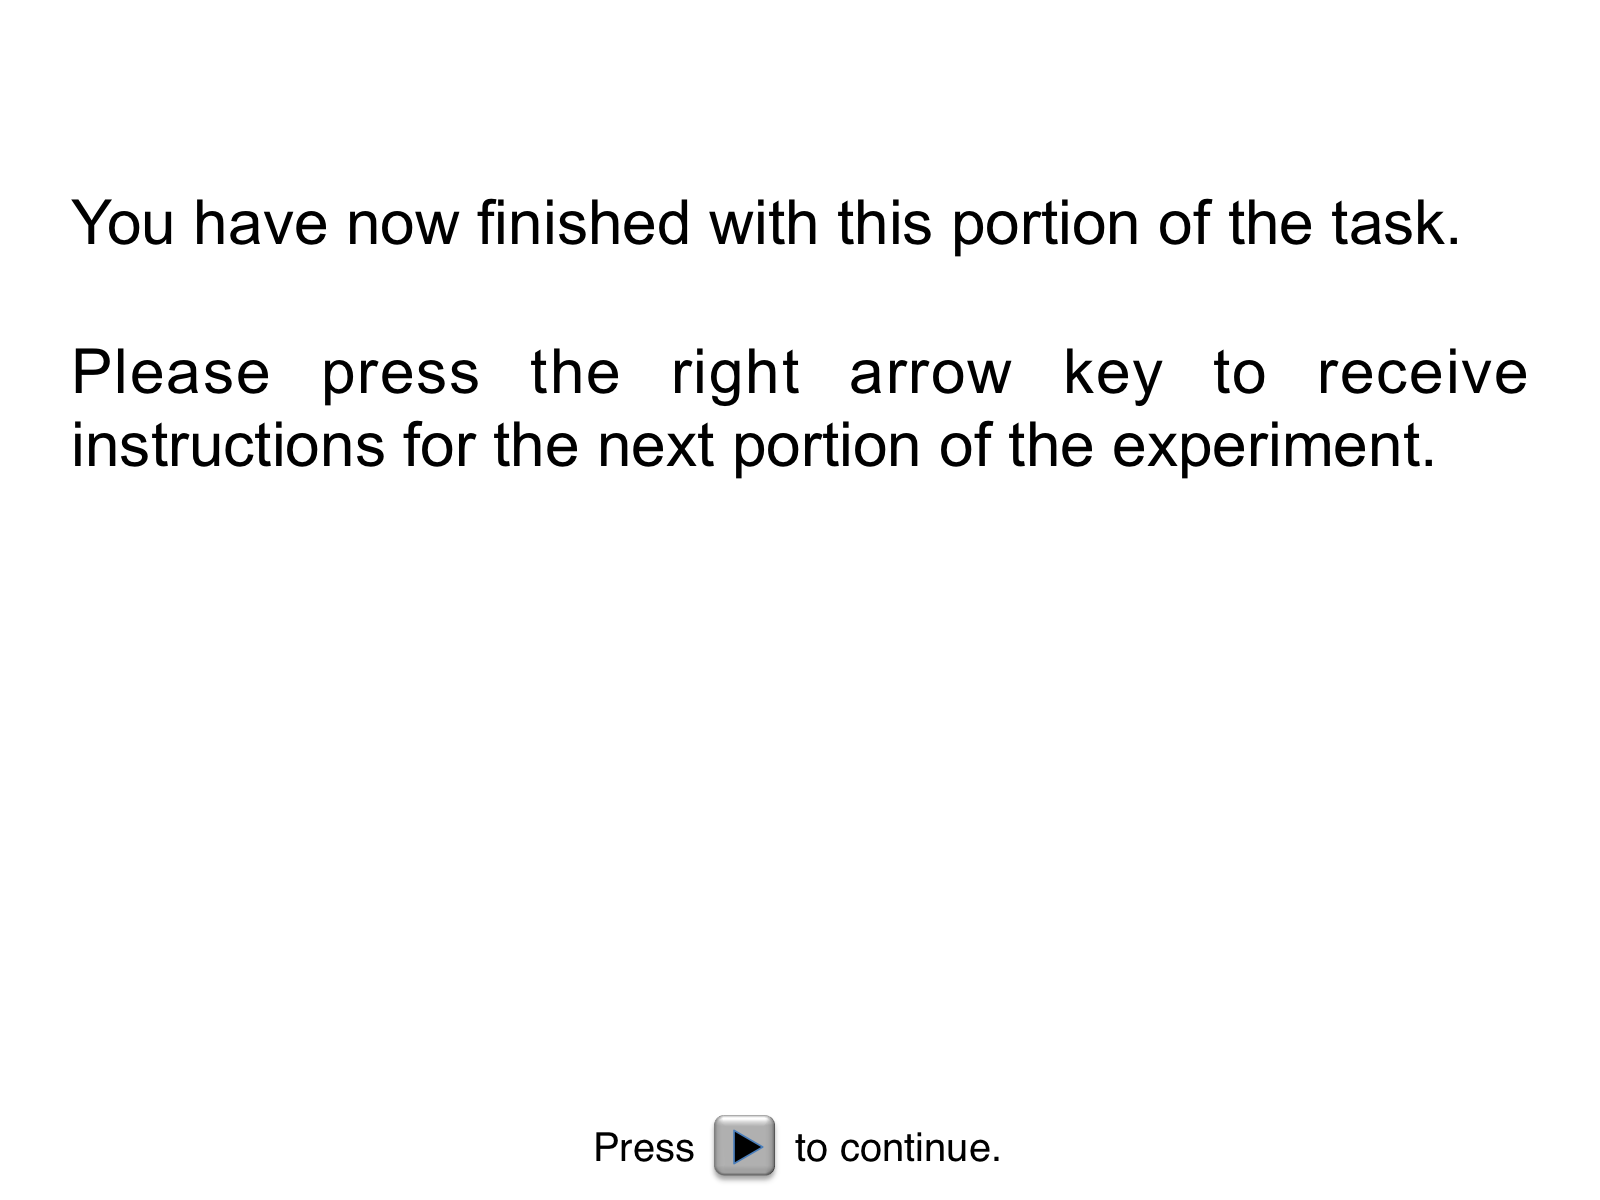 You have now finished with this portion of the task.
Please press the right arrow key to receive
instructions for the next portion of the experiment.
Press to continue.